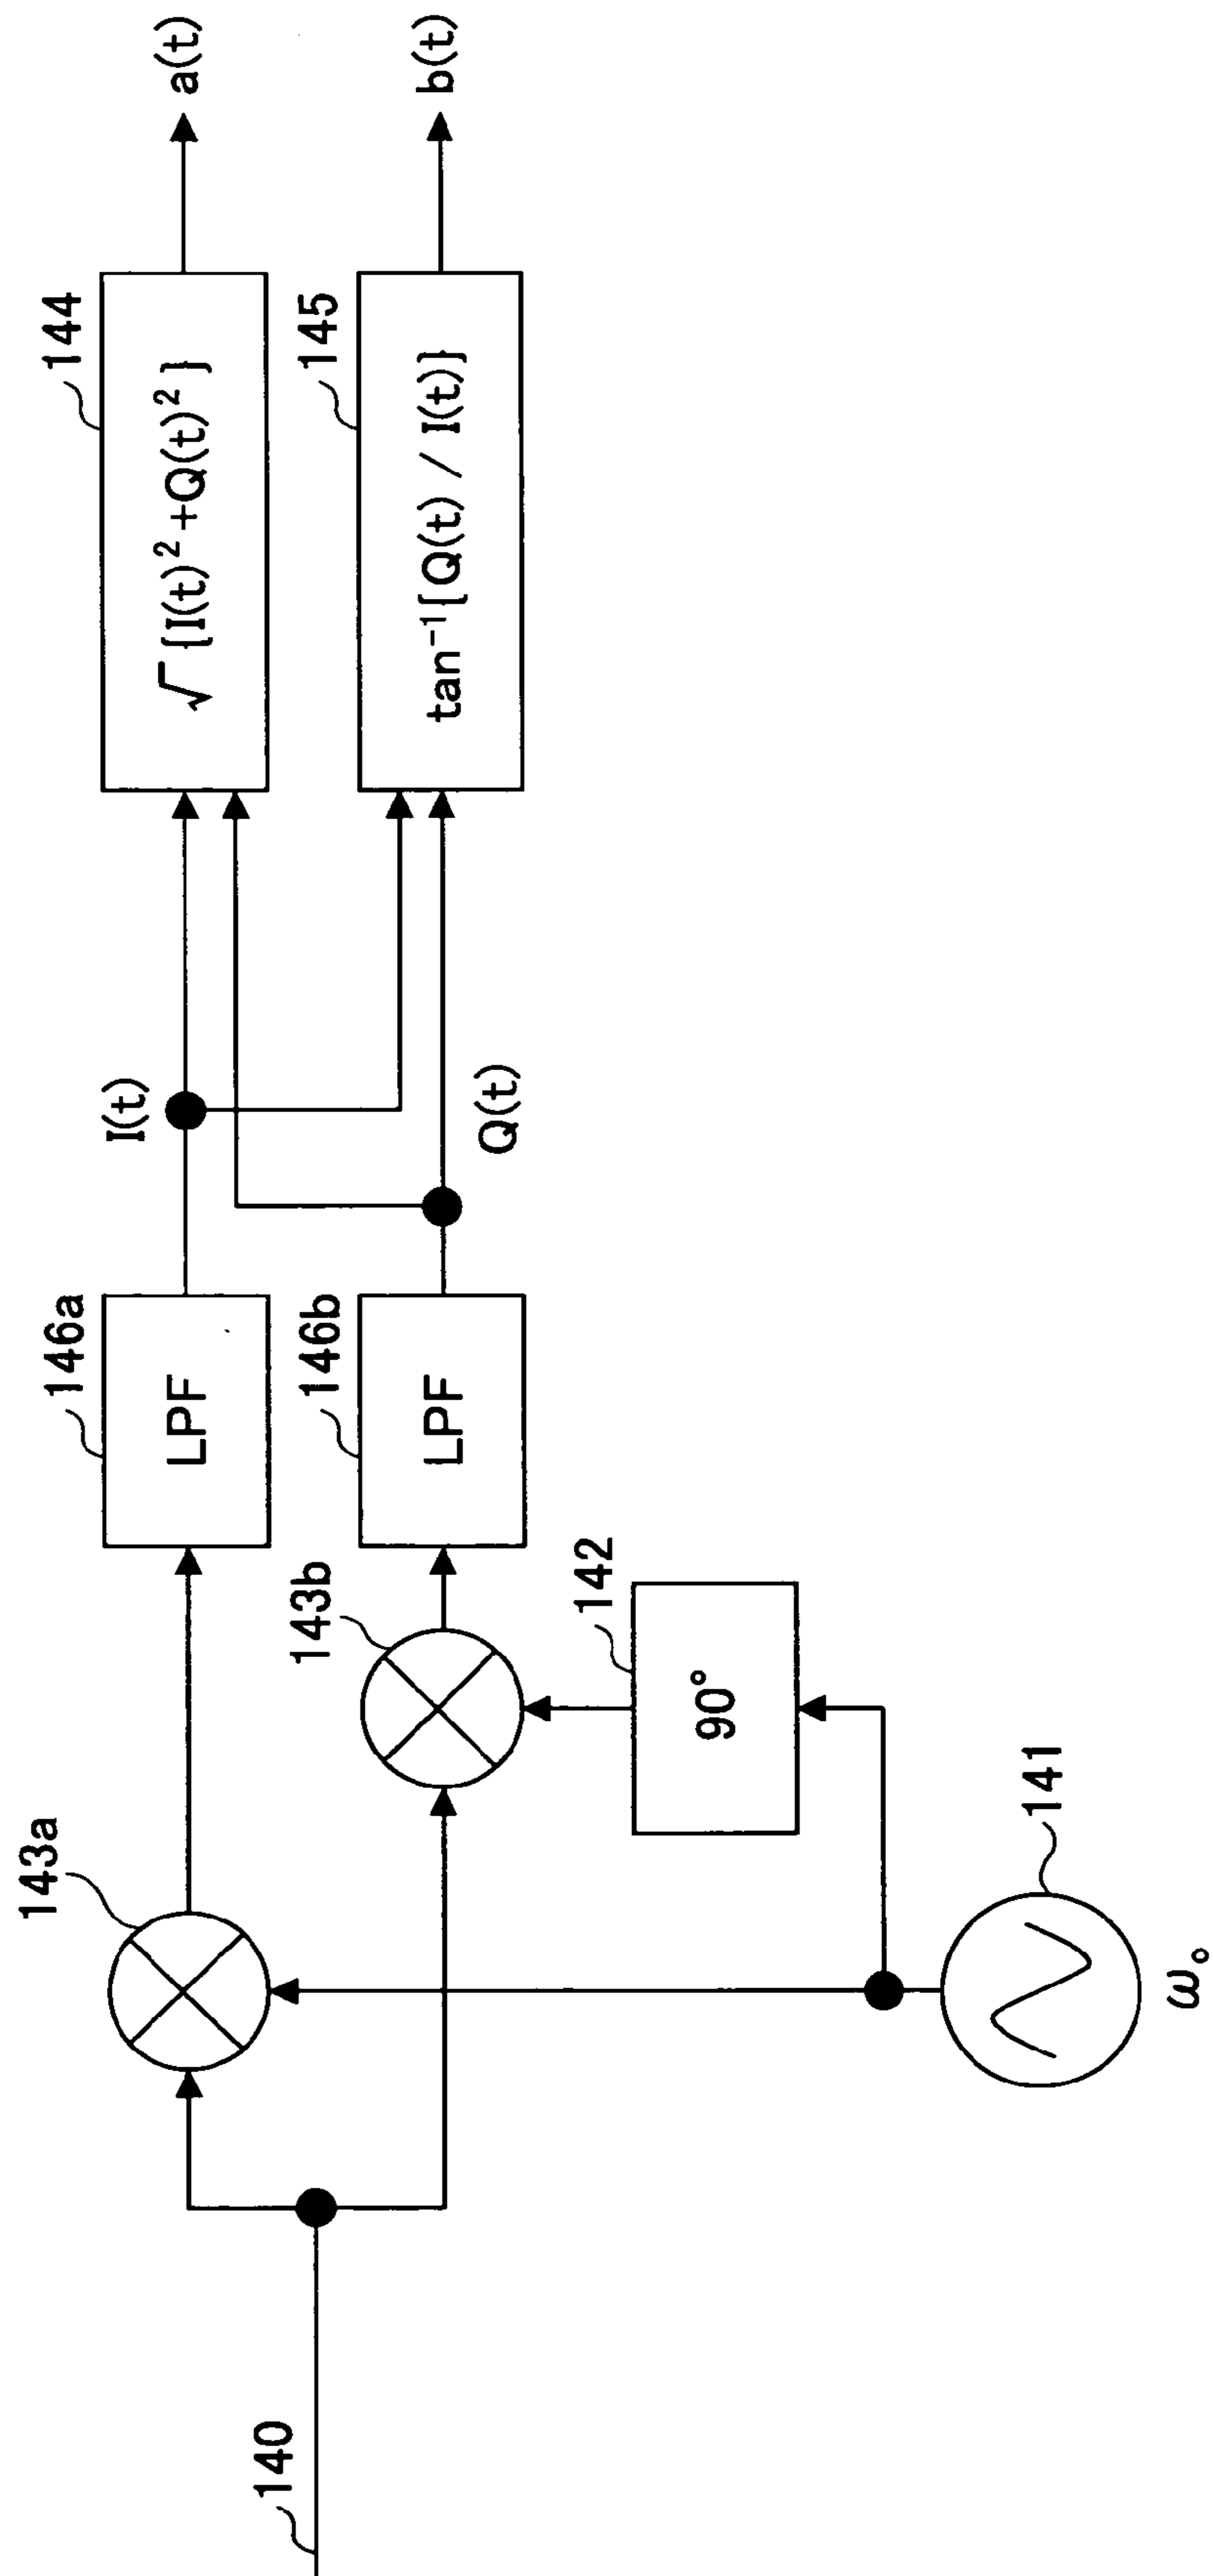 140
143a
143b
142
90°
141
ω₀
146a
LPF
146b
LPF
I(t)
Q(t)
144
√{I(t)²+Q(t)²}
145
tan⁻¹{Q(t) / I(t)}
a(t)
b(t)